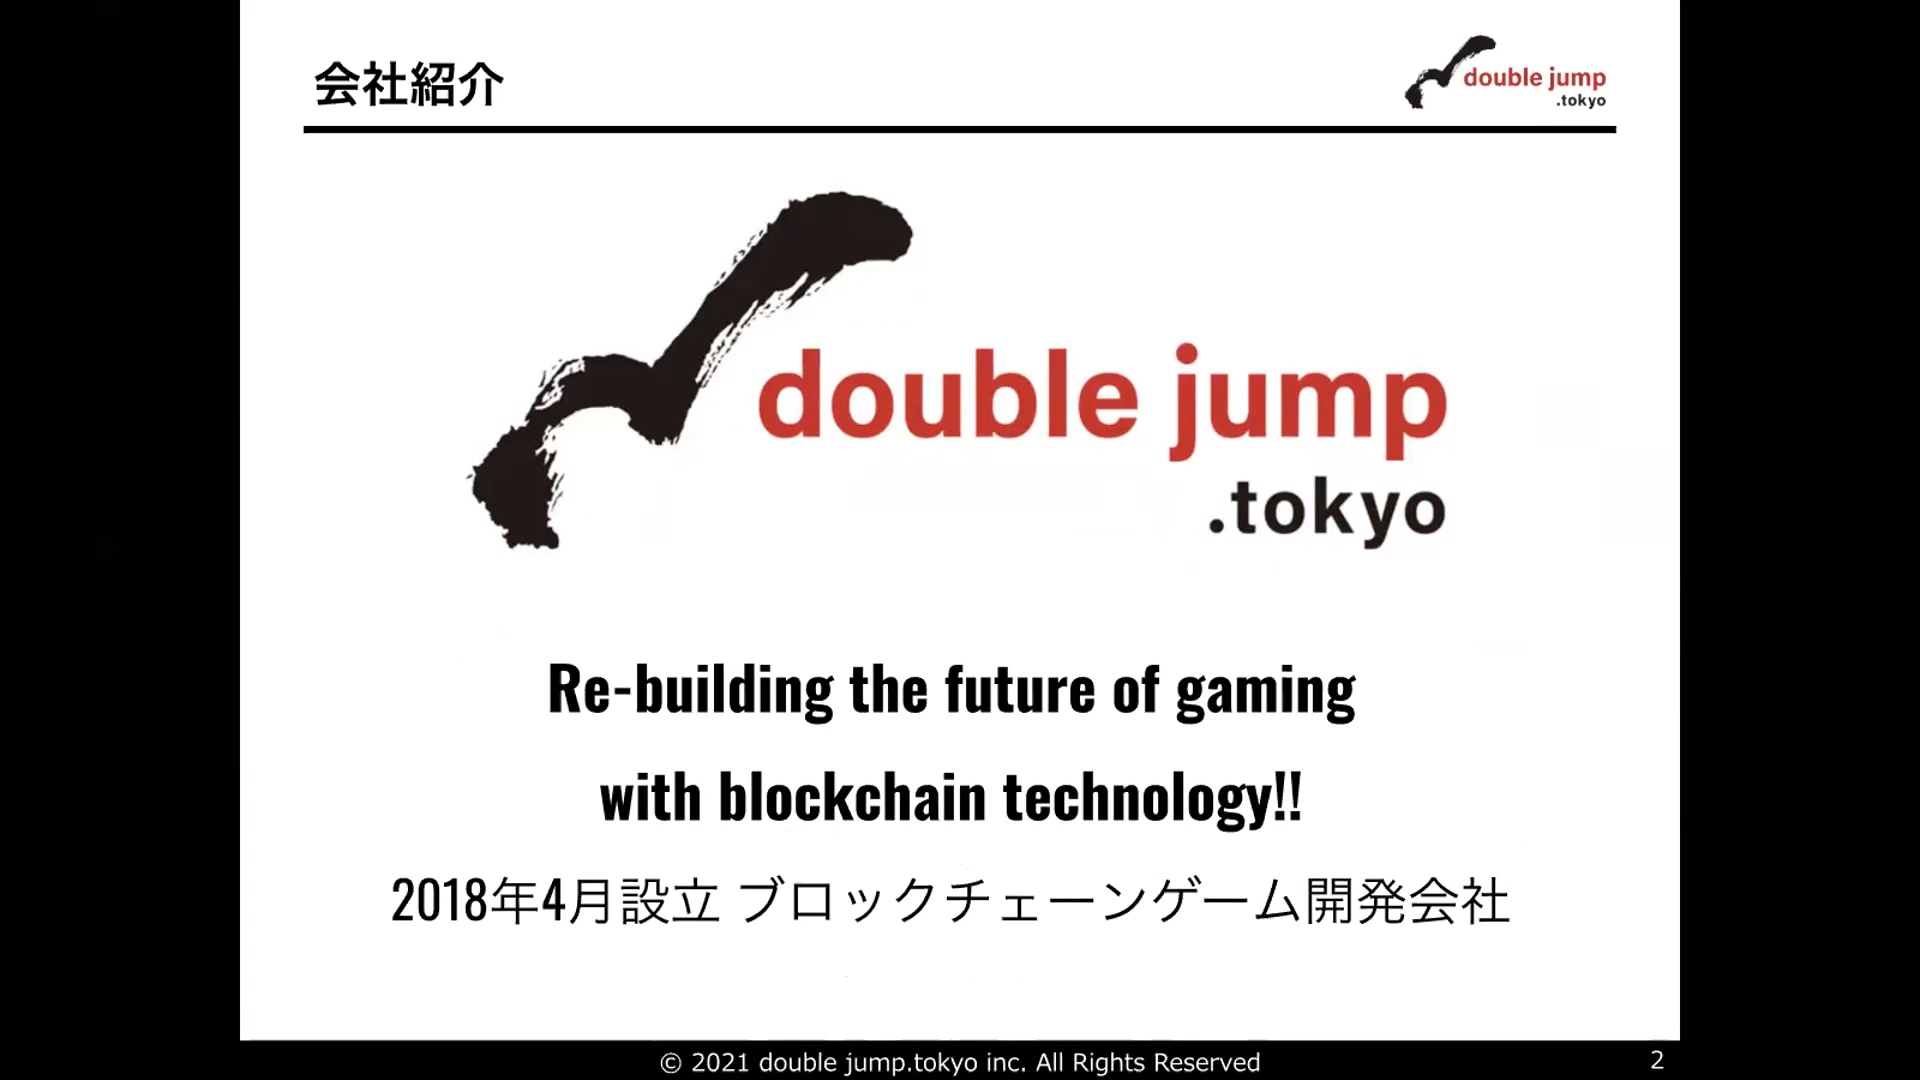 会社紹介
double jump
.tokyo
double jump
.tokyo
Re-building the future of gaming
with blockchain technology!!
2018年4月設立 ブロックチェーンゲーム開発会社
© 2021 double jump.tokyo inc. All Rights Reserved
2